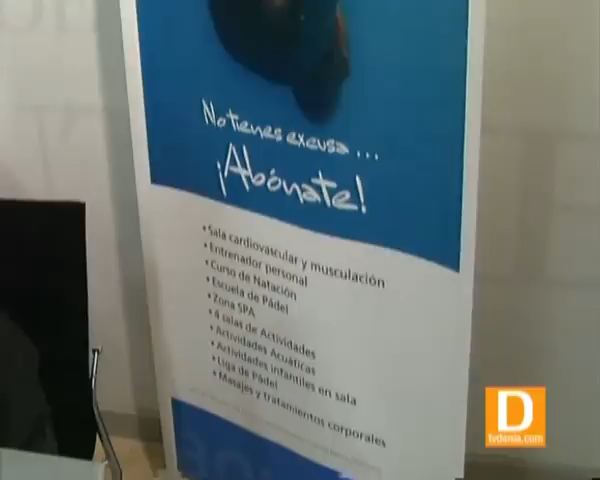 No tienes excusa...
¡Abónate!
• Sala cardiovascular y musculación
• Entrenador personal
• Curso de Natación
• Escuela de Pádel
• Zona SPA
• 4 salas de Actividades
• Actividades Acuáticas
• Actividades infantiles en sala
• Liga de Pádel
• Masajes y tratamientos corporales
D
tvdenia.com